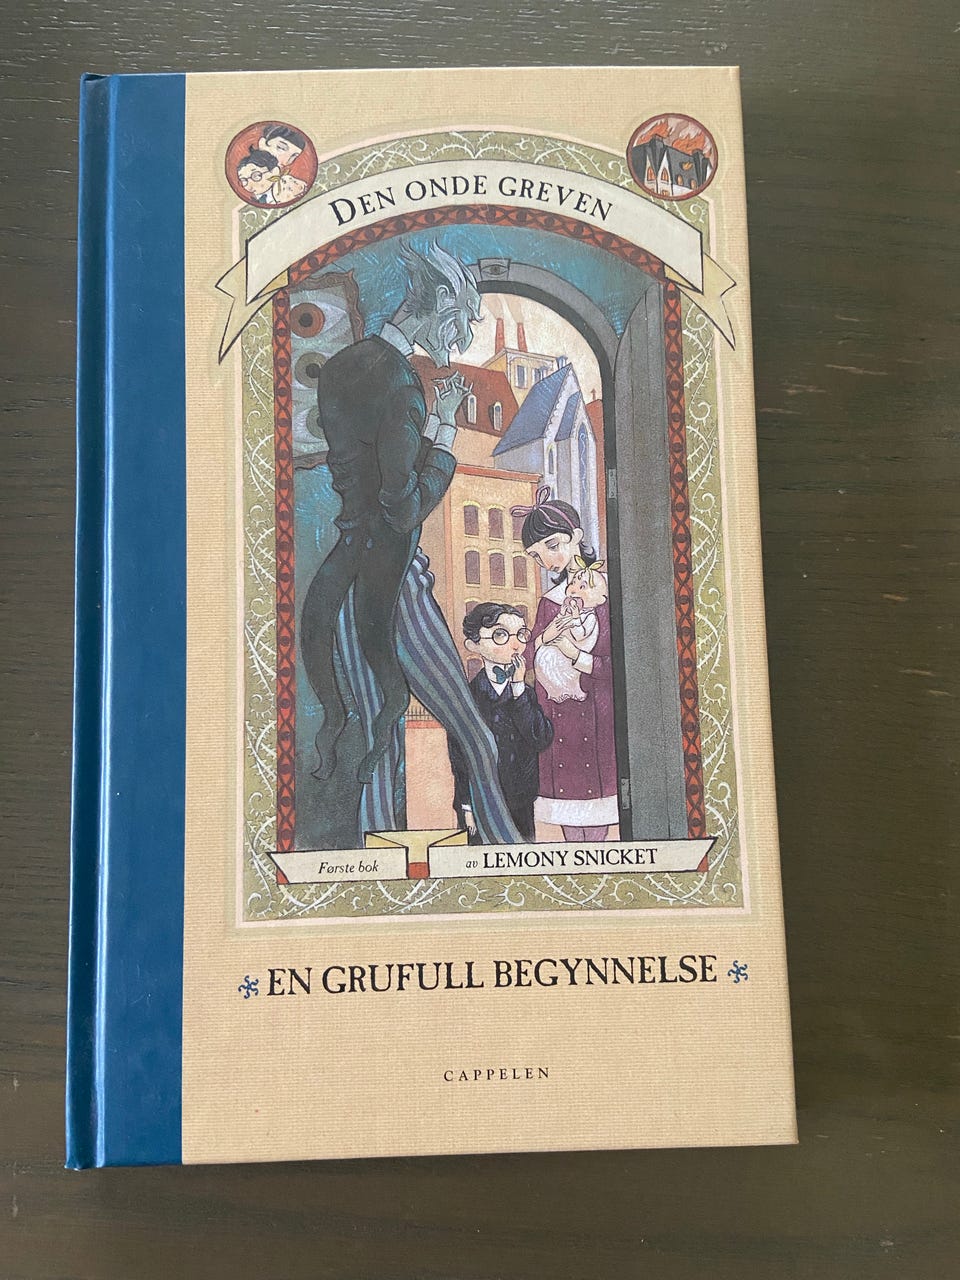 DEN ONDE GREVEN
Første bok
av LEMONY SNICKET
EN GRUFULL BEGYNNELSE
CAPPELEN